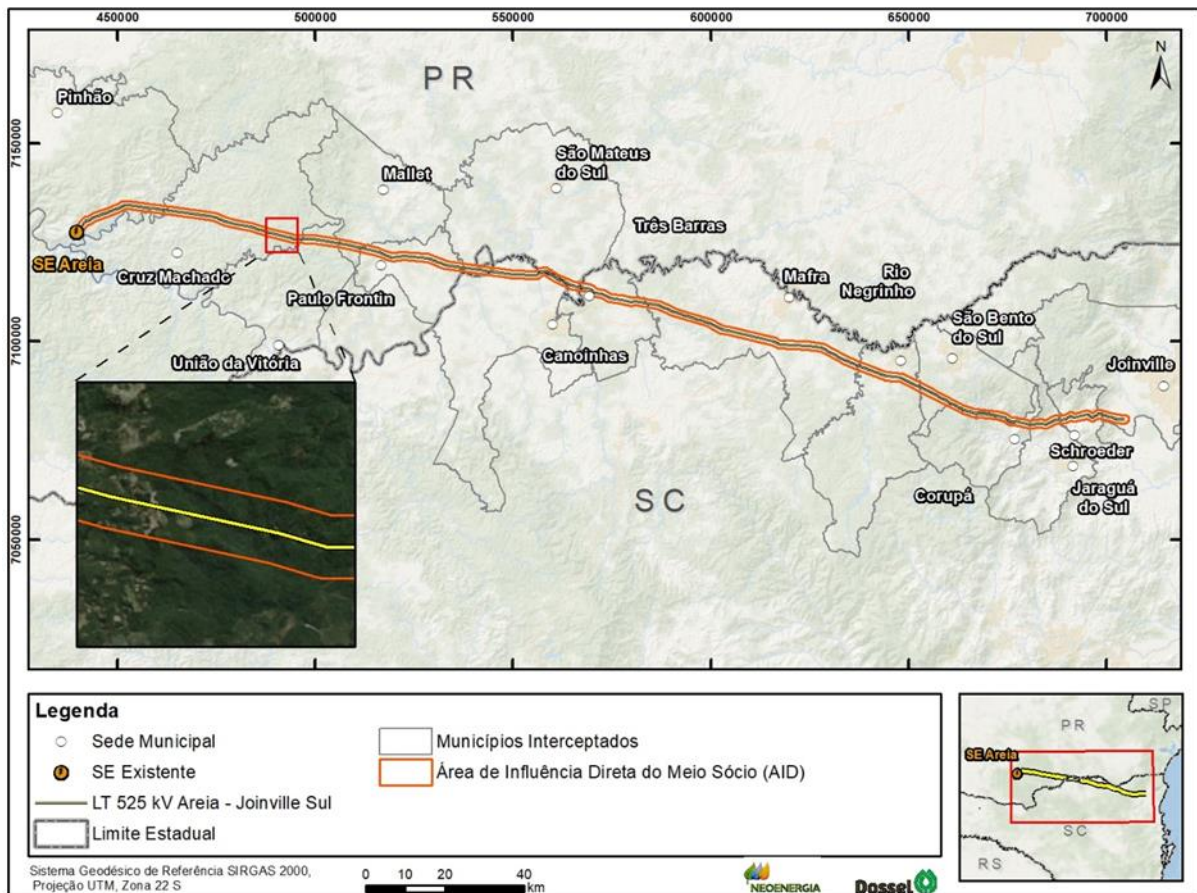 450000 500000 550000 600000 650000 700000
N
PR
Pinhão
7150000
São Mateus
do Sul
Mallet
Três Barras
SE Areia
Cruz Machado
Mafra
Rio
Negrinho
Paulo Frontin
São Bento
do Sul
7100000
União da Vitória
Canoinhas
Joinville
Schroeder
SC
Corupá
Jaraguá
do Sul
7050000
Legenda
Sede Municipal
SE Existente
LT 525 kV Areia - Joinville Sul
Limite Estadual
Municípios Interceptados
Área de Influência Direta do Meio Sócio (AID)
SP
PR
SE Areia
SC
RS
Sistema Geodésico de Referência SIRGAS 2000,
Projeção UTM, Zona 22 S
0 10 20 40
km
NEOENERGIA
Dossel